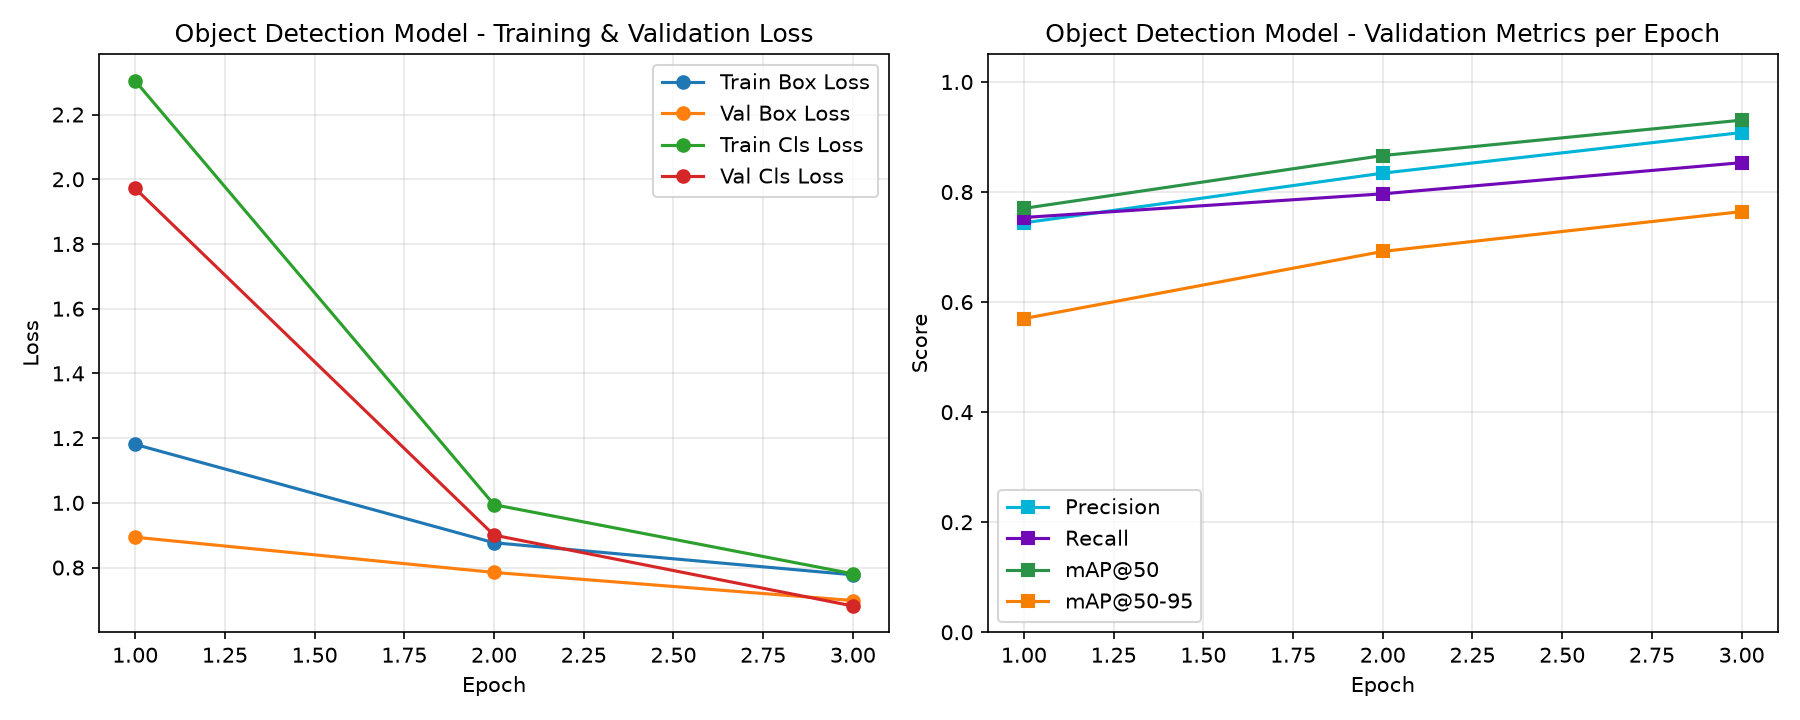 Object Detection Model - Training & Validation Loss
Loss
2.2
2.0
1.8
1.6
1.4
1.2
1.0
0.8
Train Box Loss
Val Box Loss
Train Cls Loss
Val Cls Loss
1.00 1.25 1.50 1.75 2.00 2.25 2.50 2.75 3.00
Epoch
Object Detection Model - Validation Metrics per Epoch
Score
1.0
0.8
0.6
0.4
0.2
0.0
Precision
Recall
mAP@50
mAP@50-95
1.00 1.25 1.50 1.75 2.00 2.25 2.50 2.75 3.00
Epoch